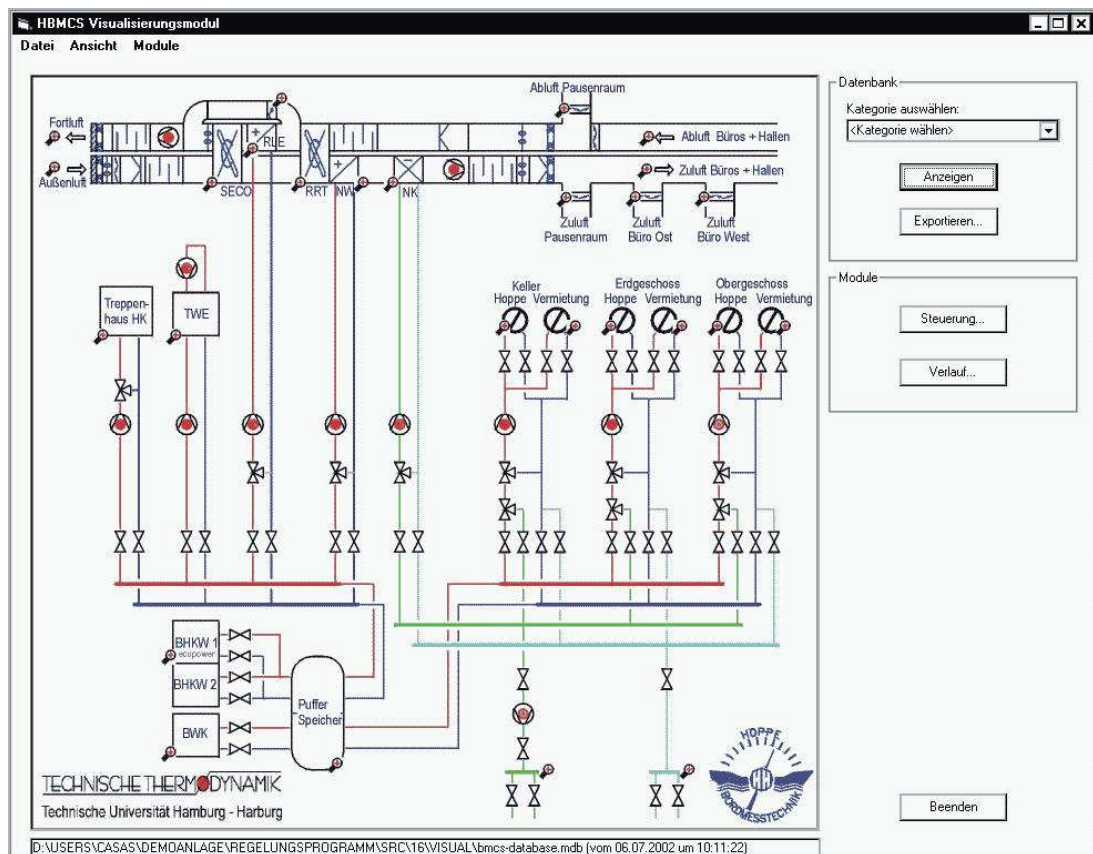 HBMCS Visualisierungsmodul
Datei Ansicht Module
Abluft Pausenraum
Fortluft
RLE
Abluft Büros + Hallen
Außenluft
Zuluft Büros + Hallen
SECO
RRT
NW
NK
Zuluft
Pausenraum
Zuluft
Büro Ost
Zuluft
Büro West
Treppen-
haus HK
TWE
Keller
Hoppe Vermietung
Erdgeschoss
Hoppe Vermietung
Obergeschoss
Hoppe Vermietung
BHKW 1
ecopower
BHKW 2
BWK
Puffer
Speicher
TECHNISCHE THERMODYNAMIK
Technische Universität Hamburg - Harburg
HOPPE
BORDMESSTECHNIK
Datenbank
Kategorie auswählen:
<Kategorie wählen>
Anzeigen
Exportieren...
Module
Steuerung...
Verlauf...
Beenden
D:\USERS\CASAS\DEMOANLAGE\REGELUNGSPROGRAMM\SRC\16\VISUAL\bmcs-database.mdb (vom 06.07.2002 um 10:11:22)